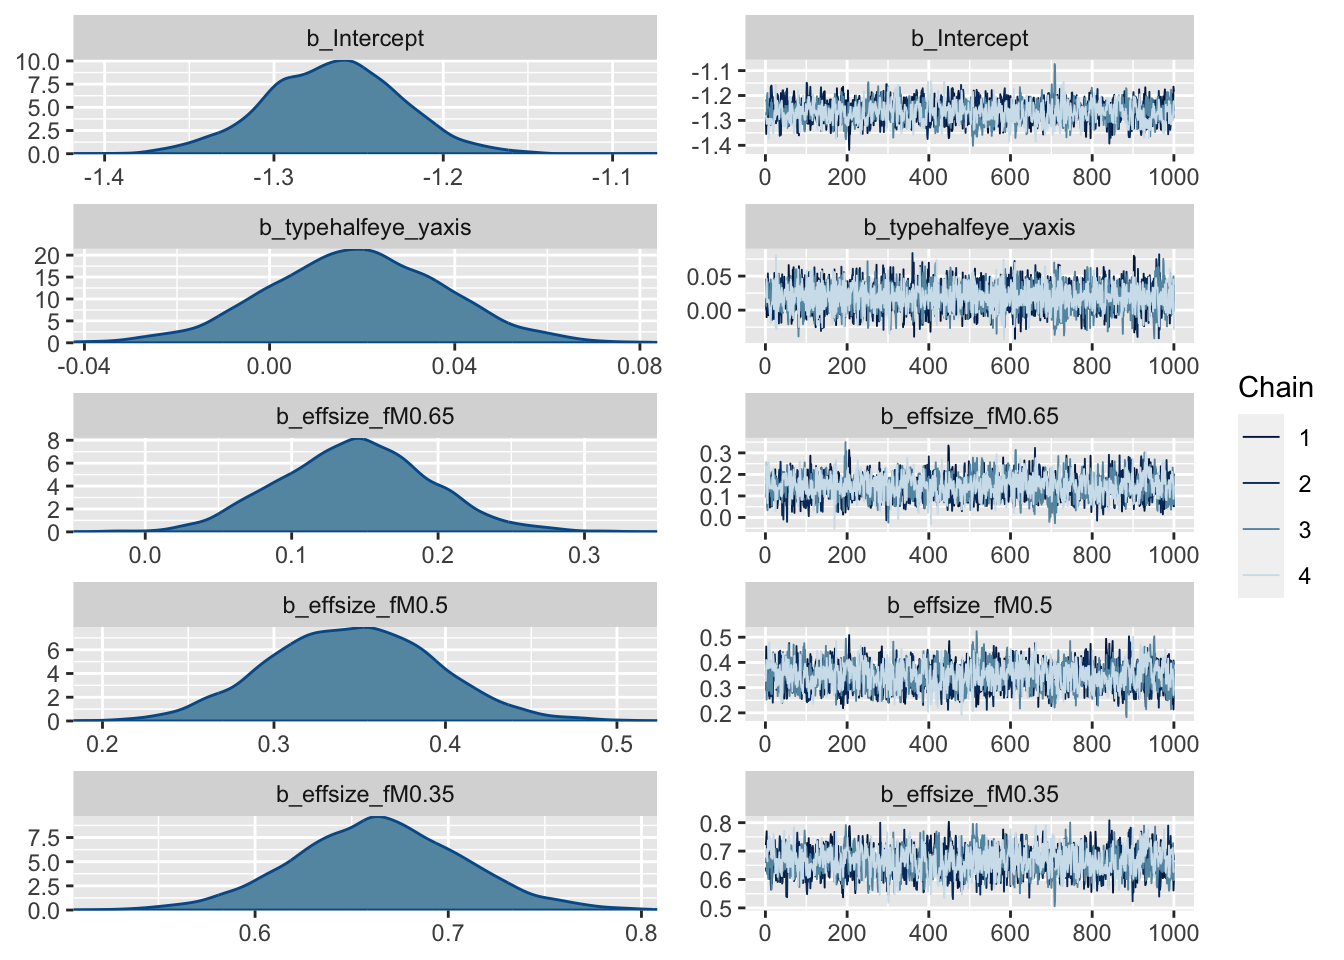 b_Intercept
10.0
7.5
5.0
2.5
0.0
-1.4 -1.3 -1.2 -1.1
b_Intercept
-1.1
-1.2
-1.3
-1.4
0 200 400 600 800 1000
b_typehalfeye_yaxis
20
15
10
5
0
-0.04 0.00 0.04 0.08
b_typehalfeye_yaxis
0.05
0.00
0 200 400 600 800 1000
b_effsize_fM0.65
8
6
4
2
0
0.0 0.1 0.2 0.3
b_effsize_fM0.65
0.3
0.2
0.1
0.0
0 200 400 600 800 1000
b_effsize_fM0.5
6
4
2
0
0.2 0.3 0.4 0.5
b_effsize_fM0.5
0.5
0.4
0.3
0.2
0 200 400 600 800 1000
b_effsize_fM0.35
7.5
5.0
2.5
0.0
0.6 0.7 0.8
b_effsize_fM0.35
0.8
0.7
0.6
0.5
0 200 400 600 800 1000
Chain
1
2
3
4